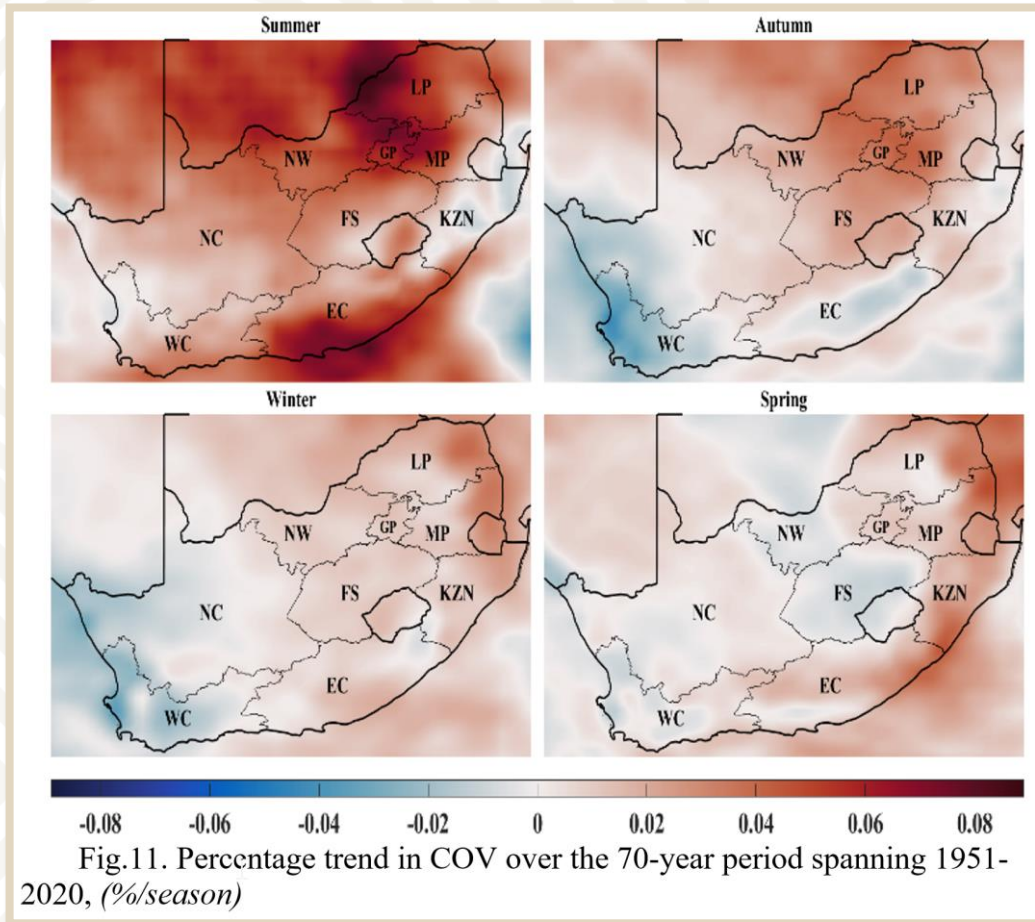 Summer
Autumn
LP
NW
GP
MP
FS
KZN
NC
EC
WC
LP
NW
GP
MP
FS
KZN
NC
EC
WC
Winter
Spring
LP
NW
GP
MP
FS
KZN
NC
EC
WC
LP
NW
GP
MP
FS
KZN
NC
EC
WC
-0.08 -0.06 -0.04 -0.02 0 0.02 0.04 0.06 0.08
Fig.11. Percentage trend in COV over the 70-year period spanning 1951-
2020, (%/season)